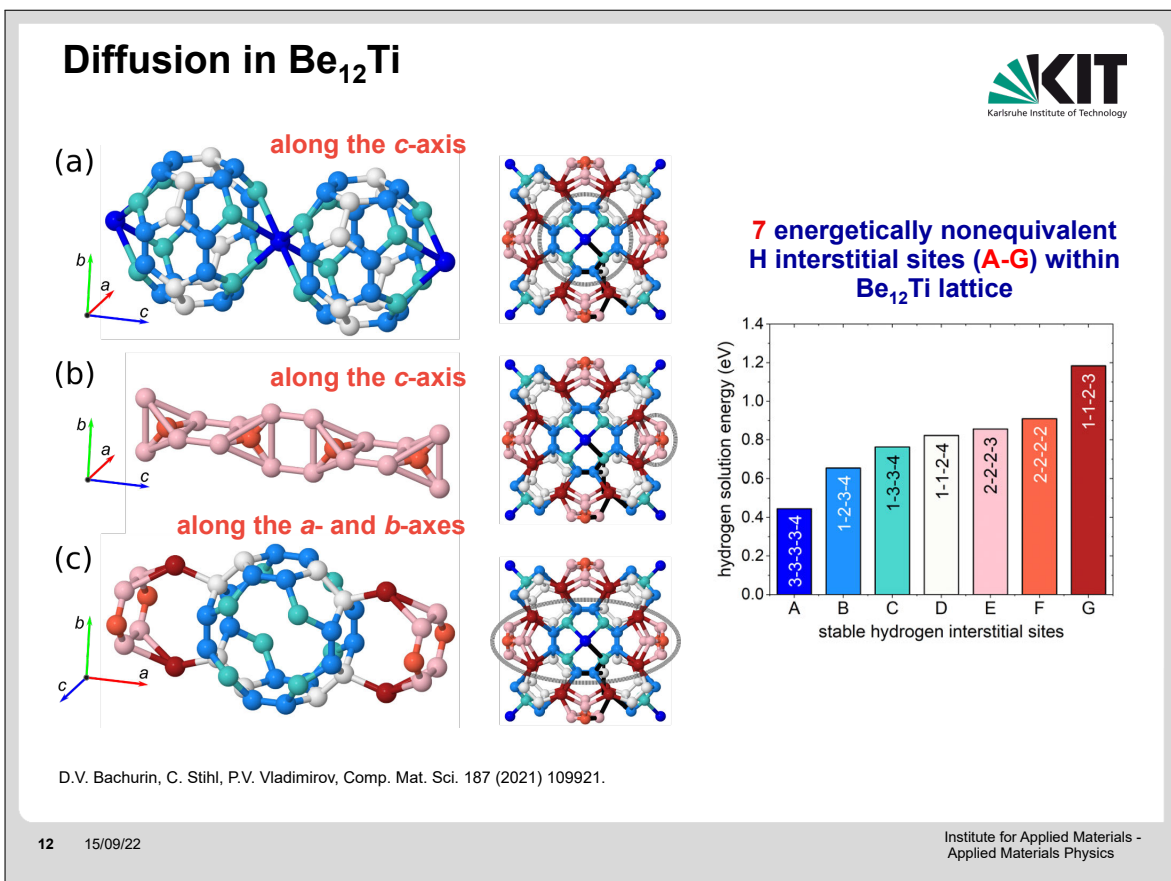 Diffusion in Be12Ti
KIT
Karlsruhe Institute of Technology
(a)
along the c-axis
b
a
c
(b)
along the c-axis
b
a
c
along the a- and b-axes
(c)
b
a
c
7 energetically nonequivalent
H interstitial sites (A-G) within
Be12Ti lattice
hydrogen solution energy (eV)
1.4
1.2
1.0
0.8
0.6
0.4
0.2
0.0
3-3-3-3-4
1-2-3-4
1-3-3-4
1-1-2-4
2-2-2-3
2-2-2-2
1-1-2-3
A B C D E F G
stable hydrogen interstitial sites
D.V. Bachurin, C. Stihl, P.V. Vladimirov, Comp. Mat. Sci. 187 (2021) 109921.
12 15/09/22
Institute for Applied Materials -
Applied Materials Physics